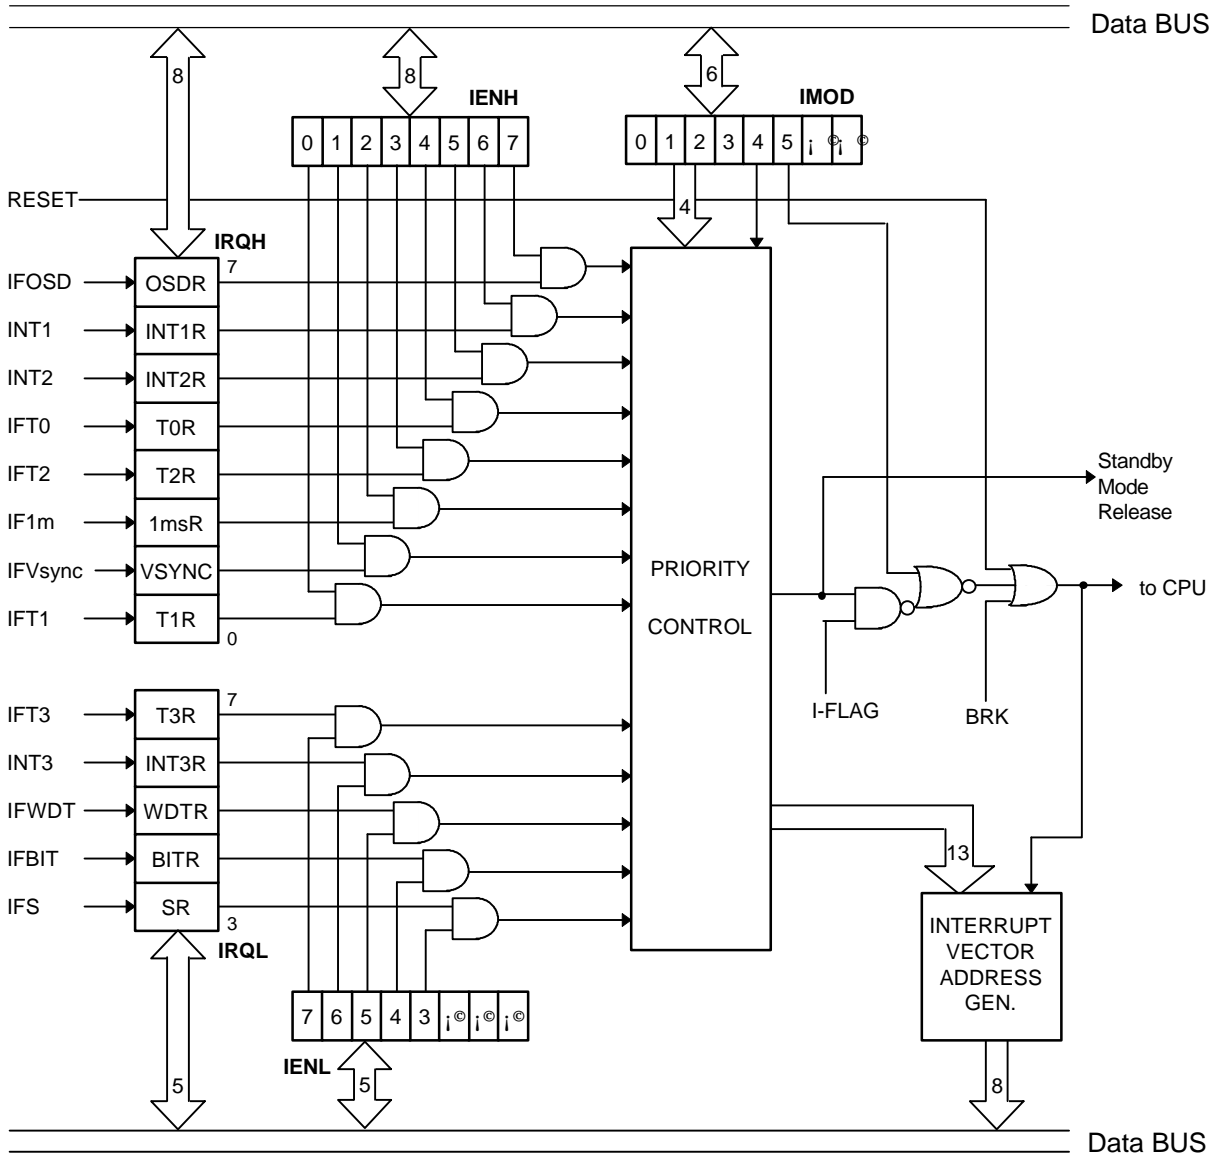 Data BUS
8
8
6
IENH
IMOD
0 1 2 3 4 5 6 7
0 1 2 3 4 5 ¡© ¡©
RESET
4
IRQH
7
IFOSD
OSDR
INT1
INT1R
INT2
INT2R
IFT0
T0R
IFT2
T2R
IF1m
1msR
IFVsync
VSYNC
IFT1
T1R
0
PRIORITY
CONTROL
Standby
Mode
Release
to CPU
I-FLAG
BRK
7
IFT3
T3R
INT3
INT3R
IFWDT
WDTR
IFBIT
BITR
IFS
SR
3
IRQL
13
INTERRUPT
VECTOR
ADDRESS
GEN.
7 6 5 4 3 ¡© ¡© ¡©
IENL
5
5
8
Data BUS